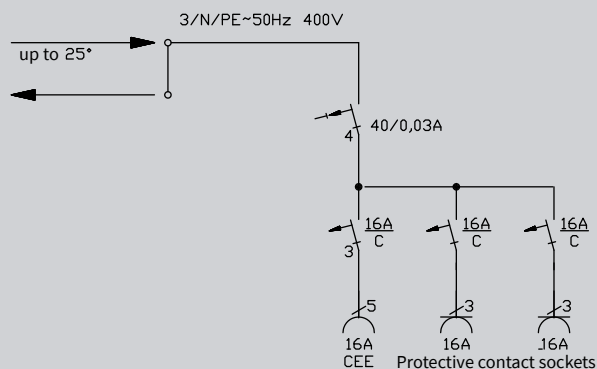 3/N/PE~50Hz 400V
up to 25°
40/0,03A
4
16A 16A 16A
C C C
3
5 3 3
16A 16A 16A
CEE Protective contact sockets